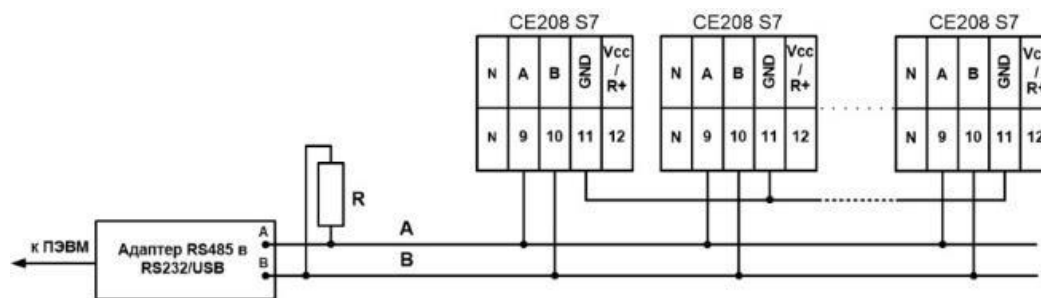 CE208 S7
CE208 S7
CE208 S7
N A B GND Vcc / R+
N 9 10 11 12
N A B GND Vcc / R+
N 9 10 11 12
N A B GND Vcc / R+
N 9 10 11 12
R
A
B
к ПЭВМ
Адаптер RS485 в
RS232/USB
A
B